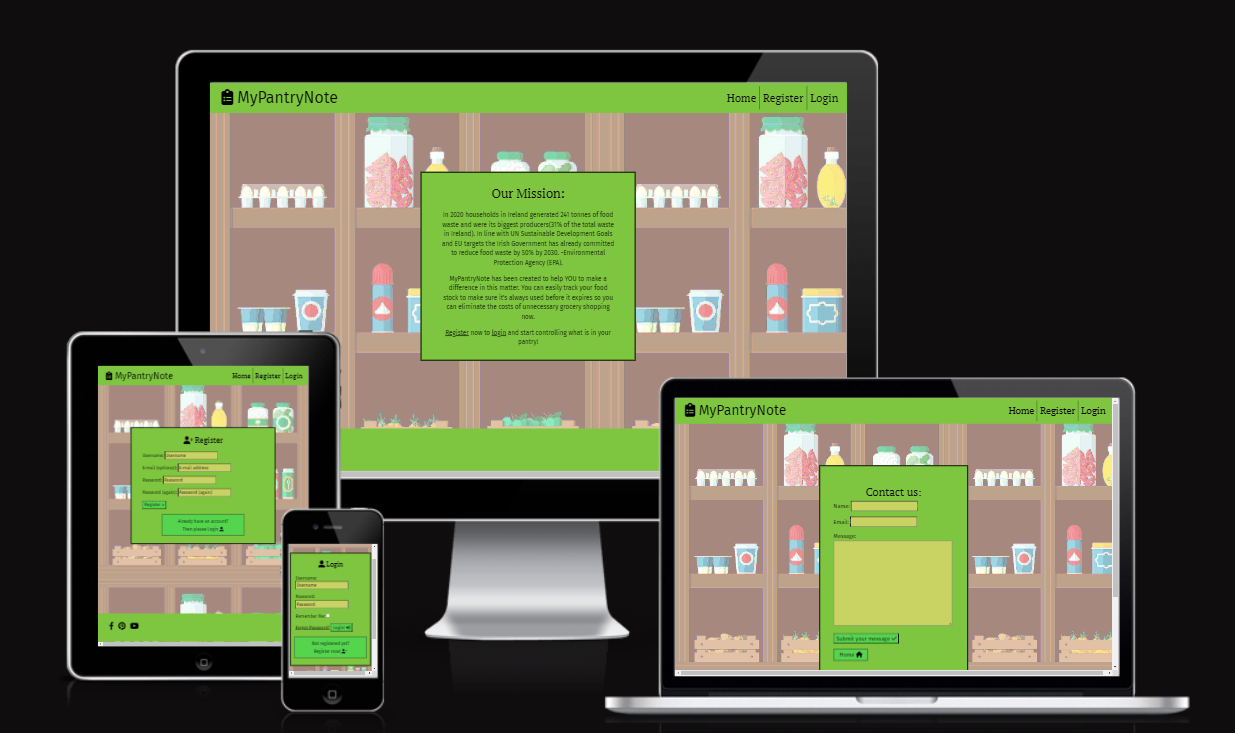 MyPantryNote
Home Register Login
Our Mission:
In 2020 households in Ireland generated 241 tonnes of food
waste and were its biggest producers(31% of the total waste
in Ireland). In line with UN Sustainable Development Goals
and EU targets the Irish Government has already committed
to reduce food waste by 50% by 2030. -Environmental
Protection Agency (EPA).
MyPantryNote has been created to help YOU to make a
difference in this matter. You can easily track your food
stock to make sure it's always used before it expires so you
can eliminate the costs of unnecessary grocery shopping
now.
Register now to login and start controlling what is in your
pantry!
MyPantryNote
Home Register Login
Register
Username: Username
E-mail (optional): E-mail address
Password: Password
Password (again): Password (again)
Register
Already have an account?
Then please Login
Login
Username:
Username
Password:
Password
Remember Me:
Forgot Password? Login
Not registered yet?
Register now!
MyPantryNote
Home Register Login
Contact us:
Name:
Email:
Message:
Submit your message
Home